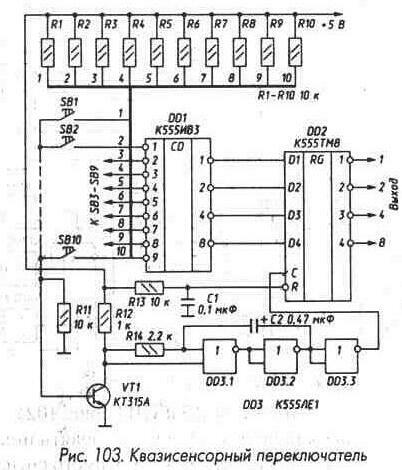 R1 R2 R3 R4 R5 R6 R7 R8 R9 R10 +5 В
1 2 3 4 5 6 7 8 9 10
R1-R10 10 к
SB1
1
SB2
2
3
4
5
6
7
8
9
10
К SB3-SB9
SB10
DD1
К555ИВ3
CD
1
2
3
4
5
6
7
8
9
1
2
4
8
DD2
К555ТМ8
D1
D2
D3
D4
RG
C
R
1
2
3
4
1
2
4
8
Выход
R13 10 к
C1
0,1 мкФ
R11
10 к
R12
1 к
R14 2,2 к
+ C2 0,47 мкФ
1
1
1
DD3.1
DD3.2
DD3.3
VT1
КТ315А
DD3 К555ЛЕ1
Рис. 103. Квазисенсорный переключатель